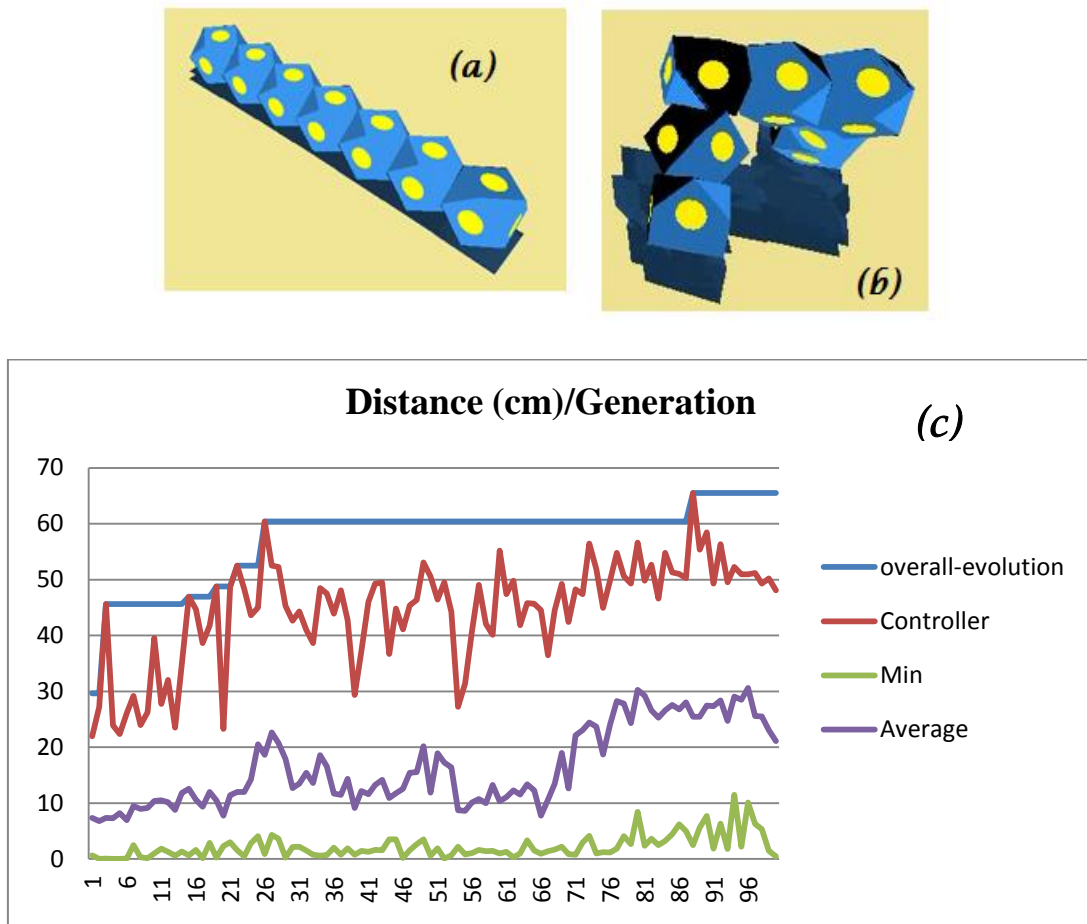 (a)
(b)
Distance (cm)/Generation
(c)
70
60
50
40
30
20
10
0
1 6 11 16 21 26 31 36 41 46 51 56 61 66 71 76 81 86 91 96
overall-evolution
Controller
Min
Average